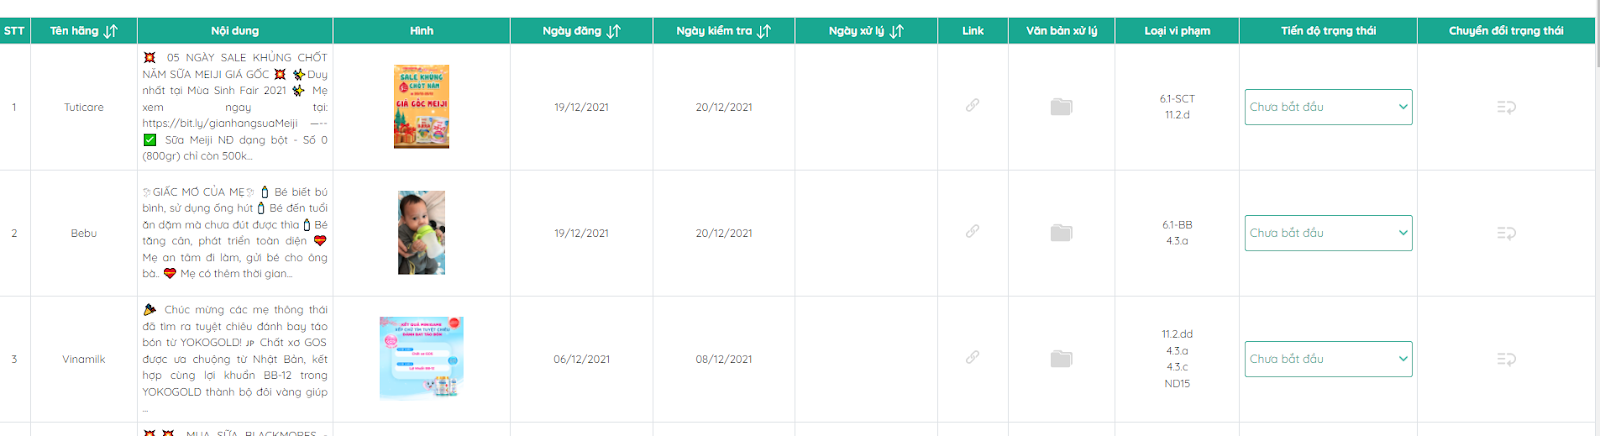 STT Tên hãng Nội dung Hình Ngày đăng Ngày kiểm tra Ngày xử lý Link Văn bản xử lý Loại vi phạm Tiến độ trạng thái Chuyển đổi trạng thái
1 Tuticare
💥 05 NGÀY SALE KHỦNG CHỐT
NĂM SỮA MEIJI GIÁ GỐC 💥 ✨Duy
nhất tại Mùa Sinh Fair 2021 ✨ Mẹ
xem ngay tại:
https://bit.ly/gianhangsuaMeiji —--
✅ Sữa Meiji NĐ dạng bột - Số 0
(800gr) chỉ còn 500k...
SALE KHỦNG
CHỐT NĂM
GIÁ GỐC MEIJI
19/12/2021 20/12/2021
6.1-SCT
11.2.d
Chưa bắt đầu
2 Bebu
GIẤC MƠ CỦA MẸ 🍼 Bé biết bú
bình, sử dụng ống hút 🍼 Bé đến tuổi
ăn dặm mà chưa đút được thìa 🍼 Bé
tăng cân, phát triển toàn diện 💝
Mẹ an tâm đi làm, gửi bé cho ông
bà.. 💝 Mẹ có thêm thời gian...
19/12/2021 20/12/2021
6.1-BB
4.3.a
Chưa bắt đầu
3 Vinamilk
🎉 Chúc mừng các mẹ thông thái
đã tìm ra tuyệt chiêu đánh bay táo
bón từ YOKOGOLD! JP Chất xơ GOS
được ưa chuộng từ Nhật Bản, kết
hợp cùng lợi khuẩn BB-12 trong
YOKOGOLD thành bộ đôi vàng giúp
...
KẾT QUẢ MINIGAME
ĐÁNH BAY TÁO BÓN
06/12/2021 08/12/2021
11.2.dd
4.3.a
4.3.c
ND15
Chưa bắt đầu
💥 💥 MUA SỮA BLACKMORES -